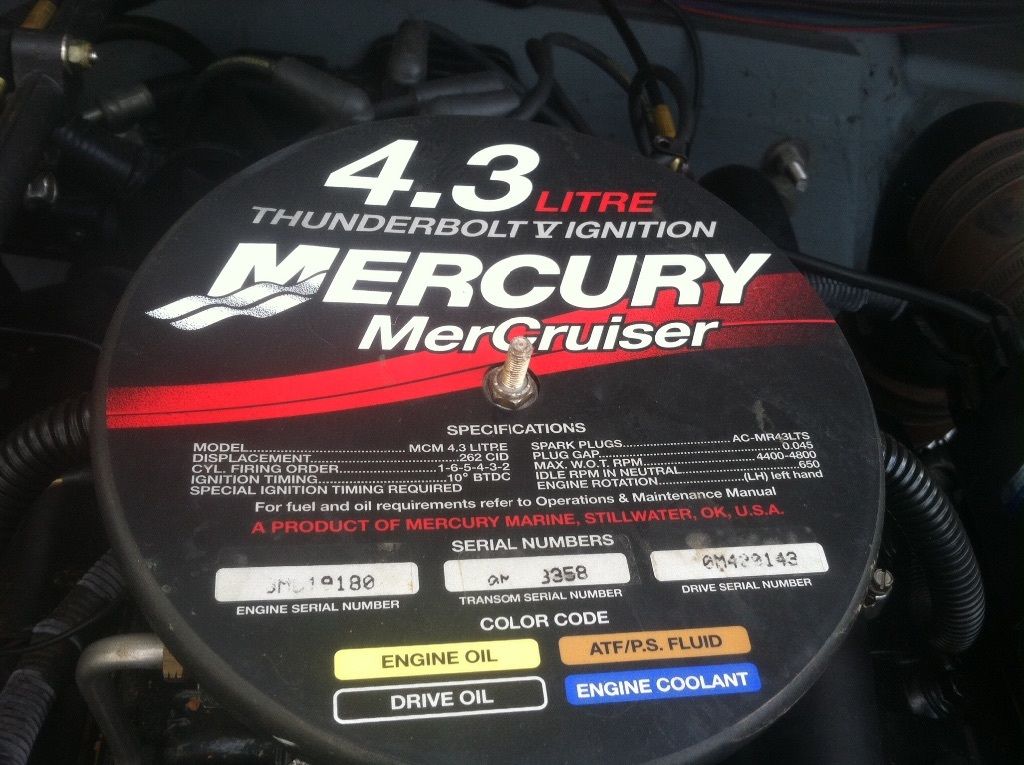 4.3 LITRE
THUNDERBOLT V IGNITION
MERCURY
MerCruiser
SPECIFICATIONS
MODEL..........MCM 4.3 LITRE
DISPLACEMENT..........262 CID
CYL. FIRING ORDER..........1-6-5-4-3-2
IGNITION TIMING..........10° BTDC
SPECIAL IGNITION TIMING REQUIRED
SPARK PLUGS..........AC-MR43LTS
PLUG GAP..........0.045
MAX. W.O.T. RPM..........4400-4800
IDLE RPM IN NEUTRAL..........650
ENGINE ROTATION..........(LH) left hand
For fuel and oil requirements refer to Operations & Maintenance Manual
A PRODUCT OF MERCURY MARINE, STILLWATER, OK, U.S.A.
SERIAL NUMBERS
ENGINE SERIAL NUMBER
TRANSOM SERIAL NUMBER
DRIVE SERIAL NUMBER
COLOR CODE
ENGINE OIL
ATF/P.S. FLUID
DRIVE OIL
ENGINE COOLANT